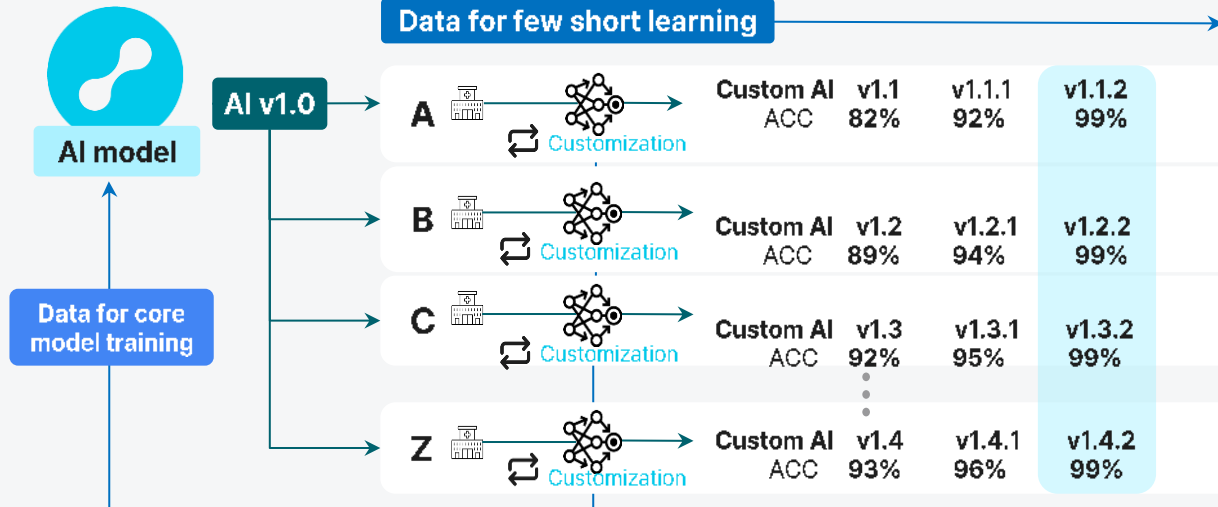 Data for few short learning
AI model
AI v1.0
Data for core
model training
A
Customization
Custom AI v1.1 v1.1.1 v1.1.2
ACC 82% 92% 99%
B
Customization
Custom AI v1.2 v1.2.1 v1.2.2
ACC 89% 94% 99%
C
Customization
Custom AI v1.3 v1.3.1 v1.3.2
ACC 92% 95% 99%
Z
Customization
Custom AI v1.4 v1.4.1 v1.4.2
ACC 93% 96% 99%